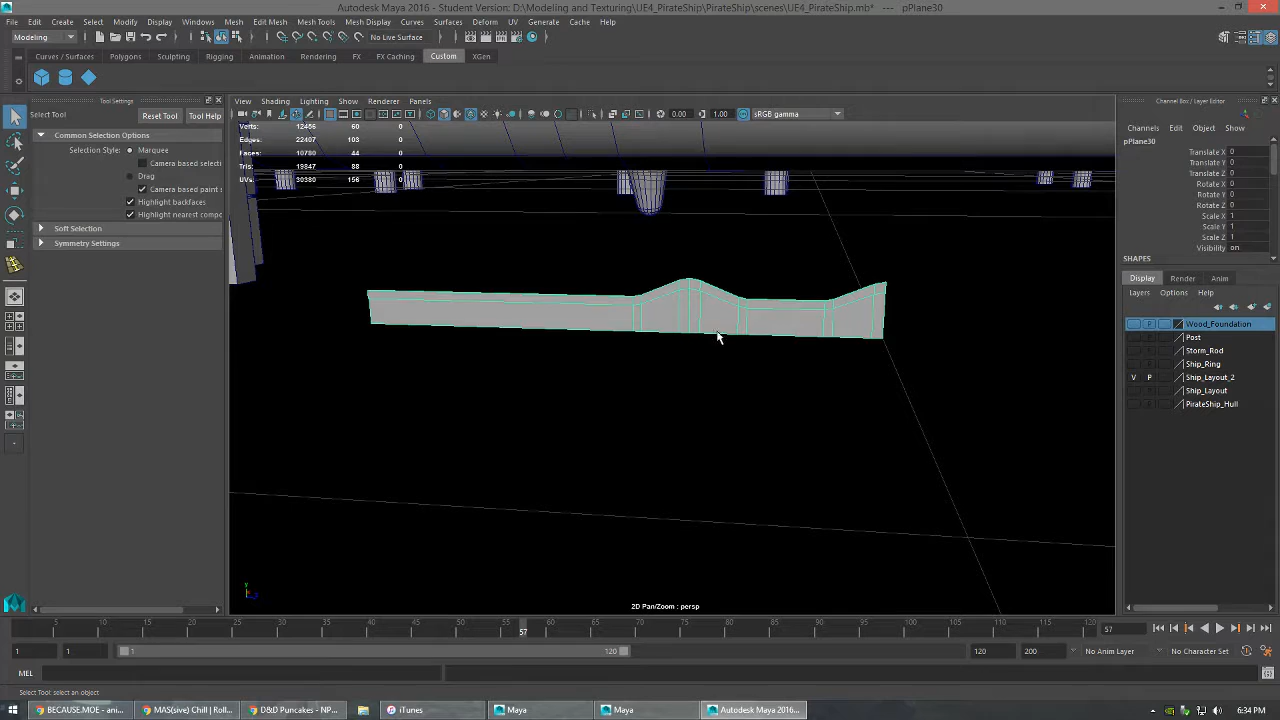 Autodesk Maya 2016 - Student Version: D:\Modeling and Texturing\UE4_PirateShip\PirateShip\scenes\UE4_PirateShip.mb* --- pPlane30
File Edit Create Select Modify Display Windows Mesh Edit Mesh Mesh Tools Mesh Display Curves Surfaces Deform UV Generate Cache Help
Modeling No Live Surface
Curves / Surfaces Polygons Sculpting Rigging Animation Rendering FX FX Caching Custom XGen
Tool Settings
Select Tool Reset Tool Tool Help
Common Selection Options
Selection Style: Marquee
Camera based selecti
Drag
Camera based paint s
Highlight backfaces
Highlight nearest compo
Soft Selection
Symmetry Settings
View Shading Lighting Show Renderer Panels
0.00 1.00 sRGB gamma
Verts: 12456 60 0
Edges: 22407 103 0
Faces: 10780 44 0
Tris: 19847 88 0
156 0
2D Pan/Zoom : persp
Channel Box / Layer Editor
Channels Edit Object Show
pPlane30
Translate X 0
Translate Y 0
Translate Z 0
Rotate X 0
Rotate Y 0
Rotate Z 0
Scale X 1
Scale Y 1
Scale Z 1
Visibility on
SHAPES
Display Render Anim
Layers Options Help
R Wood_Foundation
Post
Storm_Rod
Ship_Ring
V P Ship_Layout_2
Ship_Layout
PirateShip_Hull
5 10 15 20 25 30 35 40 45 50 55 57 60 65 70 75 80 85 90 95 100 105 110 115 120 57
1 1 1 120 120 200 No Anim Layer No Character Set
MEL
Select Tool: select an object
BECAUSE.MOE - ani... MAS(sive) Chill | Roll... D&D Puncakes - NP... iTunes Maya Maya Autodesk Maya 2016... 6:34 PM